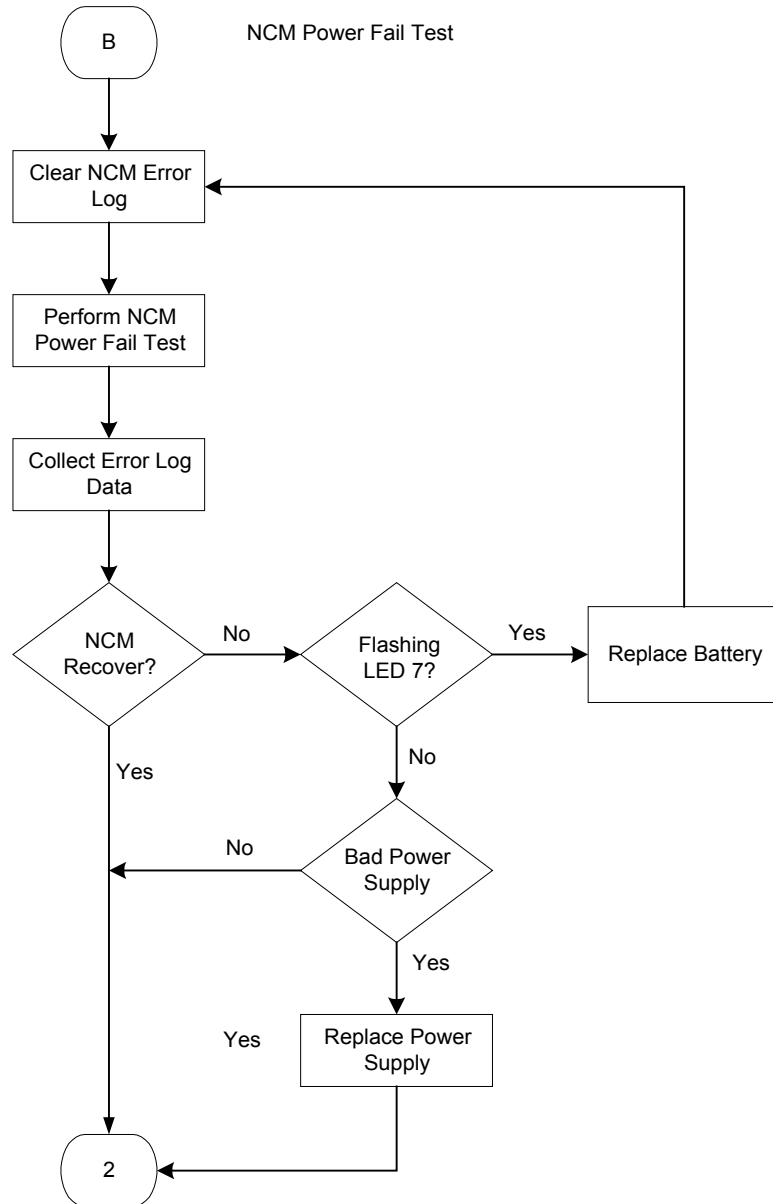 B
NCM Power Fail Test
Clear NCM Error
Log
Perform NCM
Power Fail Test
Collect Error Log
Data
NCM
Recover?
No
Flashing
LED 7?
Yes
Replace Battery
Yes
No
No
Bad Power
Supply
Yes
Yes
Replace Power
Supply
2